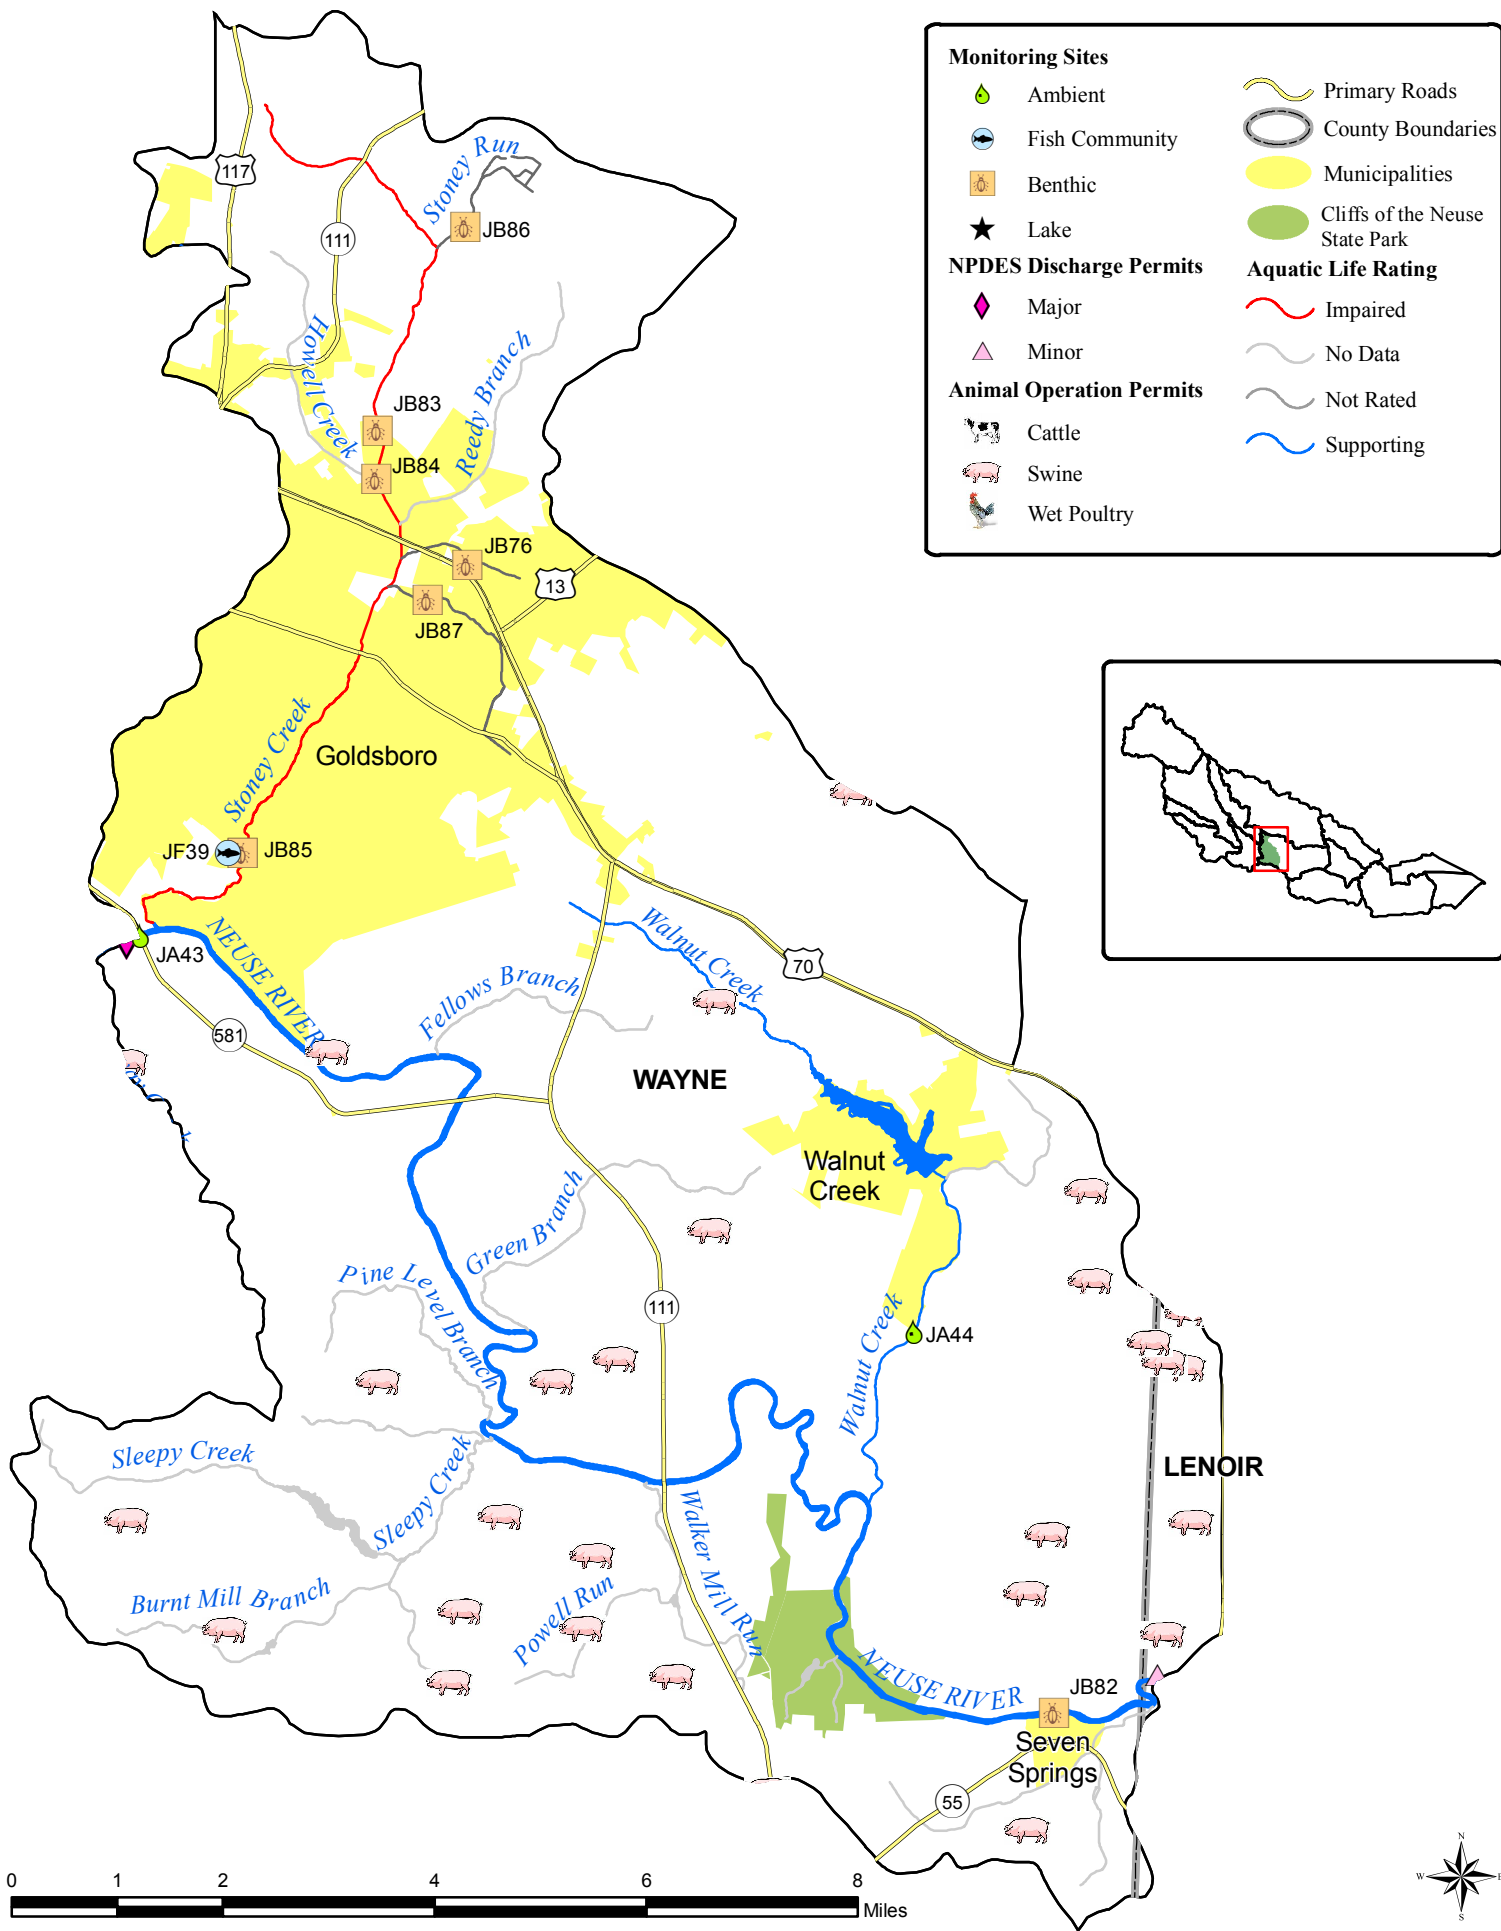 Monitoring Sites
Ambient
Fish Community
Benthic
Lake
NPDES Discharge Permits
Major
Minor
Animal Operation Permits
Cattle
Swine
Wet Poultry
Primary Roads
County Boundaries
Municipalities
Cliffs of the Neuse
State Park
Aquatic Life Rating
Impaired
No Data
Not Rated
Supporting
117
111
Stoney Run
JB86
Howell Creek
Reedy Branch
JB83
JB84
JB76
13
JB87
Stoney Creek
Goldsboro
JF39
JB85
JA43
NEUSE RIVER
581
Fellows Branch
Walnut Creek
70
WAYNE
Walnut
Creek
Green Branch
Pine Level Branch
111
JA44
Walnut Creek
LENOIR
Sleepy Creek
Sleepy Creek
Burnt Mill Branch
Powell Run
Walker Mill Run
NEUSE RIVER
JB82
Seven
Springs
55
0 1 2 4 6 8
Miles
N
W
E
S